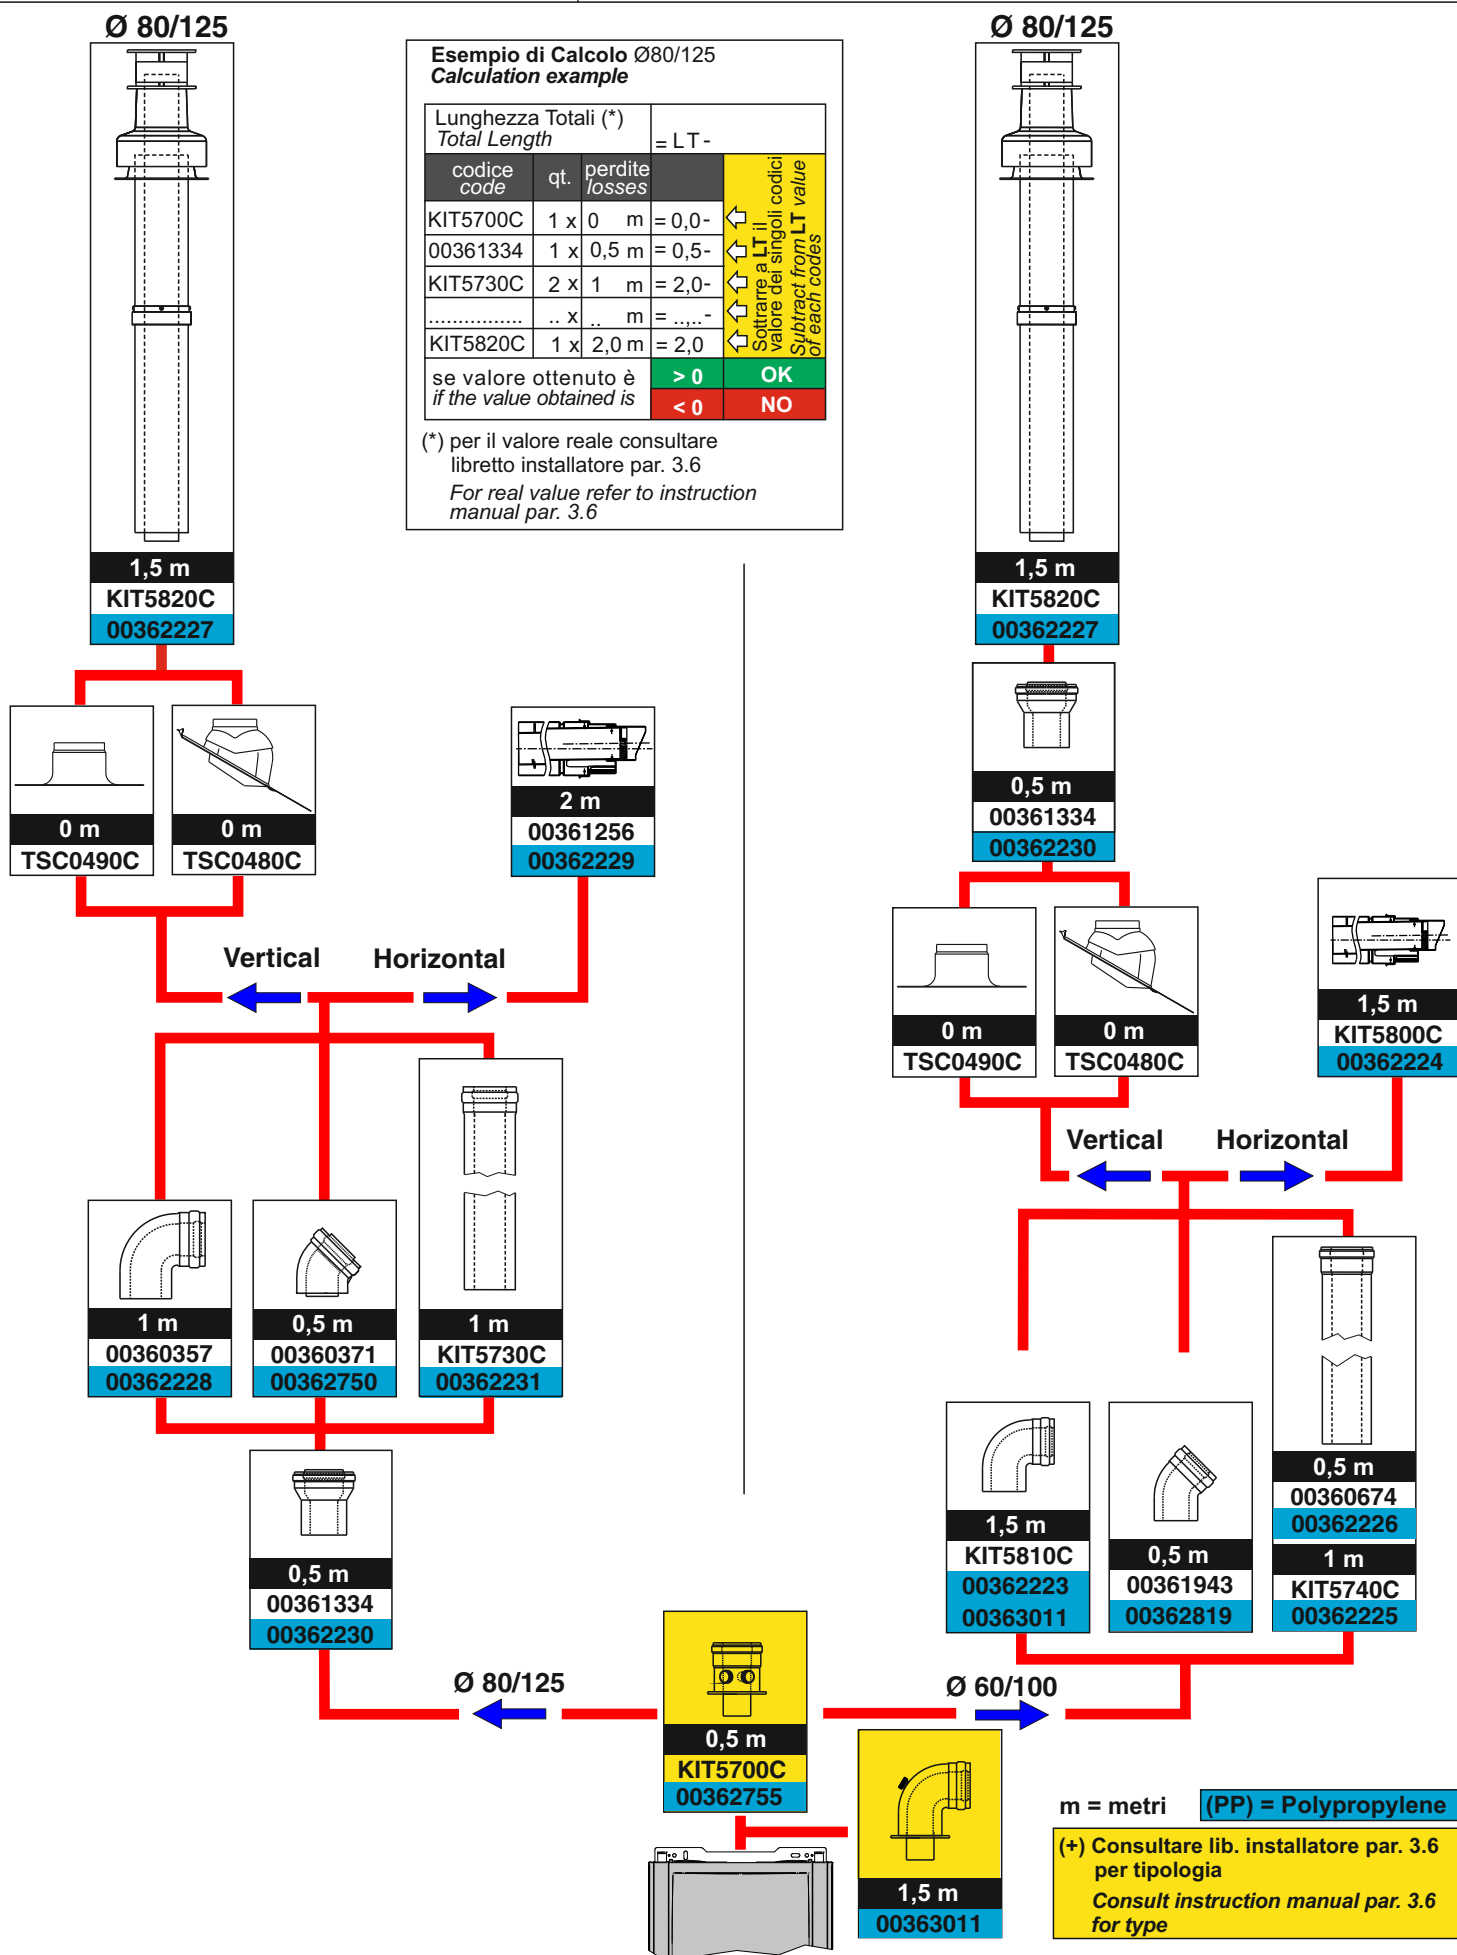 Ø 80/125
Esempio di Calcolo Ø80/125
Calculation example
Lunghezza Totali (*)
Total Length
= LT -
codice
code
qt.
perdite
losses
KIT5700C 1 x 0 m = 0,0-
00361334 1 x 0,5 m = 0,5-
KIT5730C 2 x 1 m = 2,0-
................ .. x .. m = ..,..-
KIT5820C 1 x 2,0 m = 2,0
Sottrarre a LT il
valore dei singoli codici
Subtract from LT value
of each codes
se valore ottenuto è
if the value obtained is
> 0 OK
< 0 NO
(*) per il valore reale consultare
libretto installatore par. 3.6
For real value refer to instruction
manual par. 3.6
Ø 80/125
1,5 m
KIT5820C
00362227
1,5 m
KIT5820C
00362227
0 m
TSC0490C
0 m
TSC0480C
2 m
00361256
00362229
Vertical
Horizontal
1 m
00360357
00362228
0,5 m
00360371
00362750
1 m
KIT5730C
00362231
0,5 m
00361334
00362230
Ø 80/125
0,5 m
00361334
00362230
0 m
TSC0490C
0 m
TSC0480C
1,5 m
KIT5800C
00362224
Vertical
Horizontal
1,5 m
KIT5810C
00362223
00363011
0,5 m
00361943
00362819
0,5 m
00360674
00362226
1 m
KIT5740C
00362225
Ø 60/100
0,5 m
KIT5700C
00362755
1,5 m
00363011
m = metri
(PP) = Polypropylene
(+) Consultare lib. installatore par. 3.6
per tipologia
Consult instruction manual par. 3.6
for type